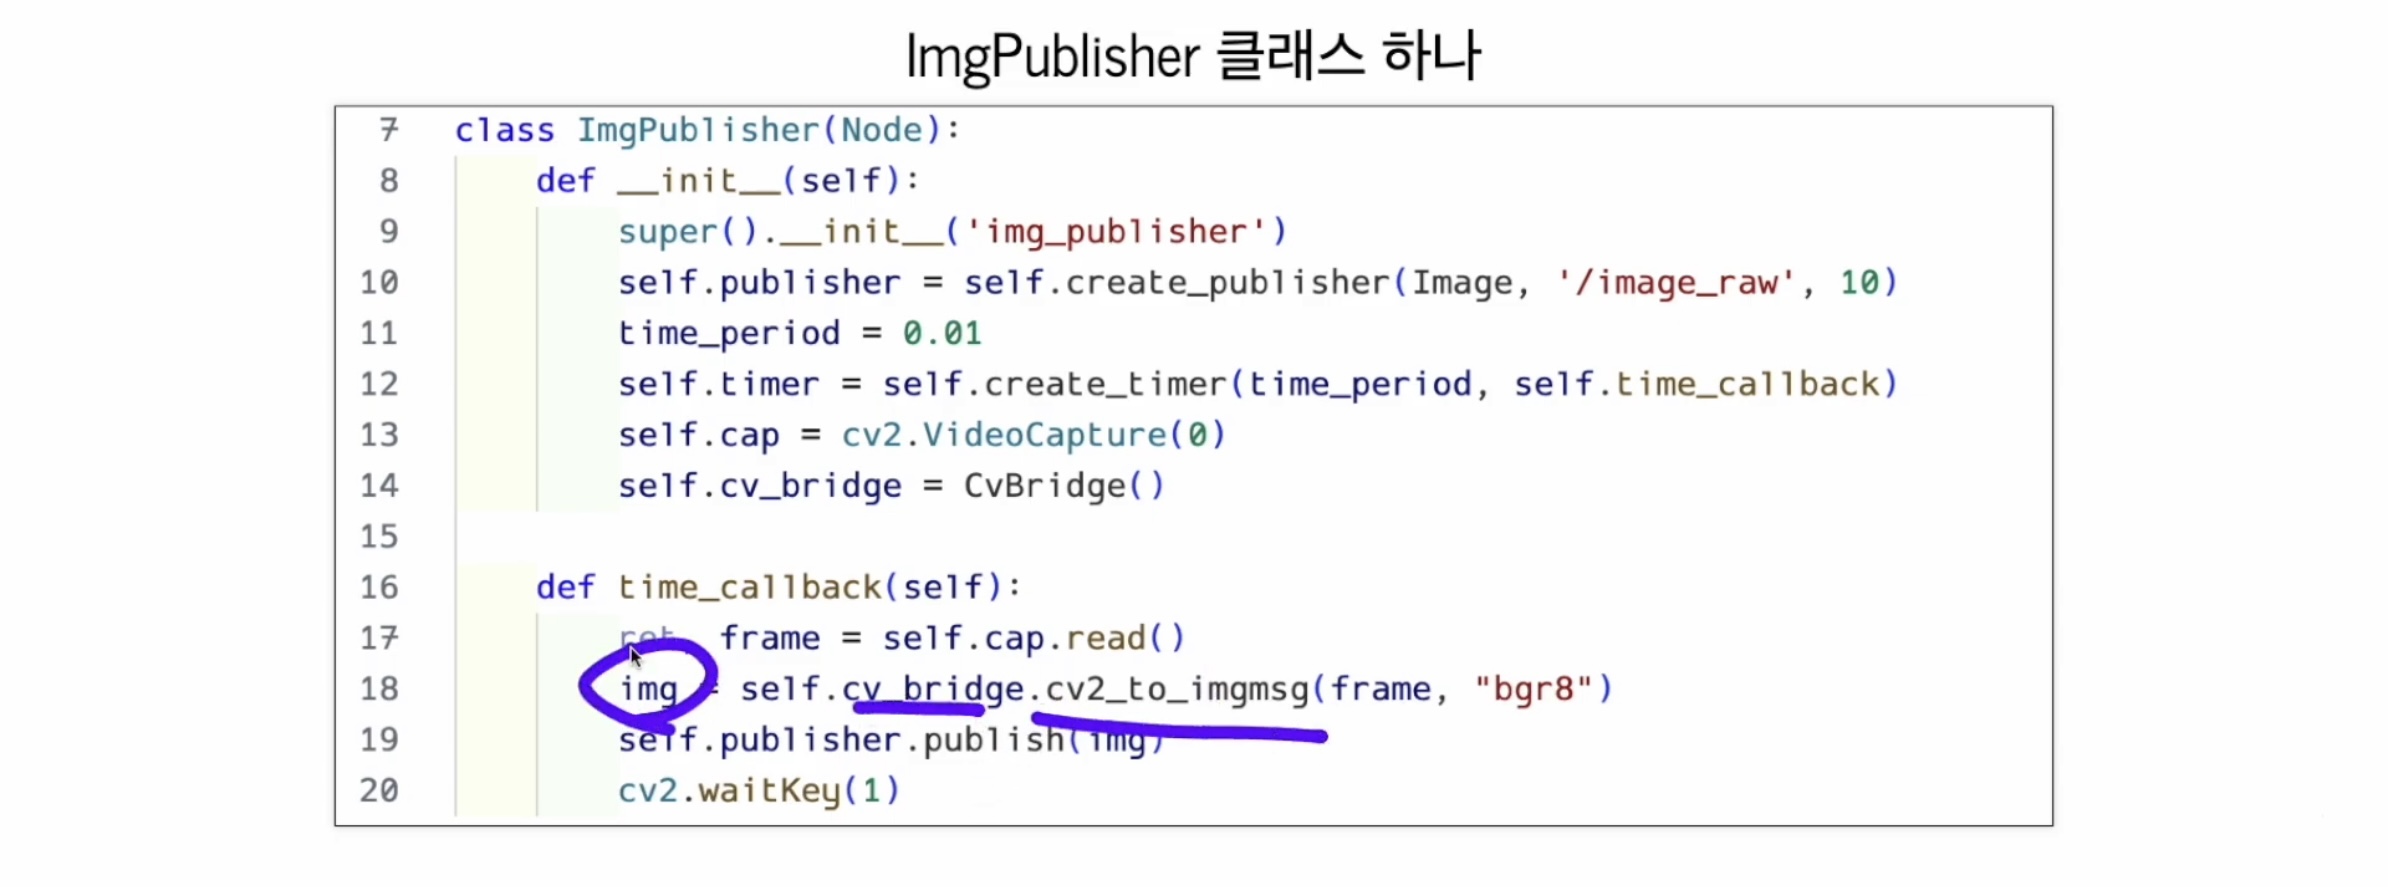 ImgPublisher 클래스 하나
7 class ImgPublisher(Node):
8 def __init__(self):
9 super().__init__('img_publisher')
10 self.publisher = self.create_publisher(Image, '/image_raw', 10)
11 time_period = 0.01
12 self.timer = self.create_timer(time_period, self.time_callback)
13 self.cap = cv2.VideoCapture(0)
14 self.cv_bridge = CvBridge()
15
16 def time_callback(self):
17 ret, frame = self.cap.read()
18 img = self.cv_bridge.cv2_to_imgmsg(frame, "bgr8")
19 self.publisher.publish(img)
20 cv2.waitKey(1)